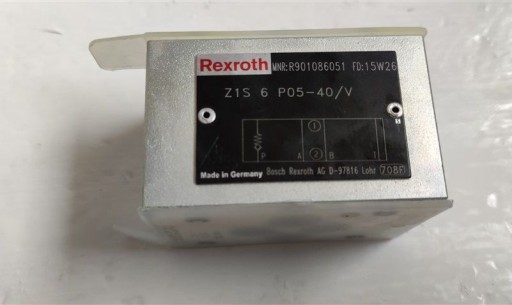 Rexroth MNR:R901086051 FD:15W26
Z1S 6 P05-40/V
1
P A 2 B T
Made in Germany Bosch Rexroth AG D-97816 Lohr 708F